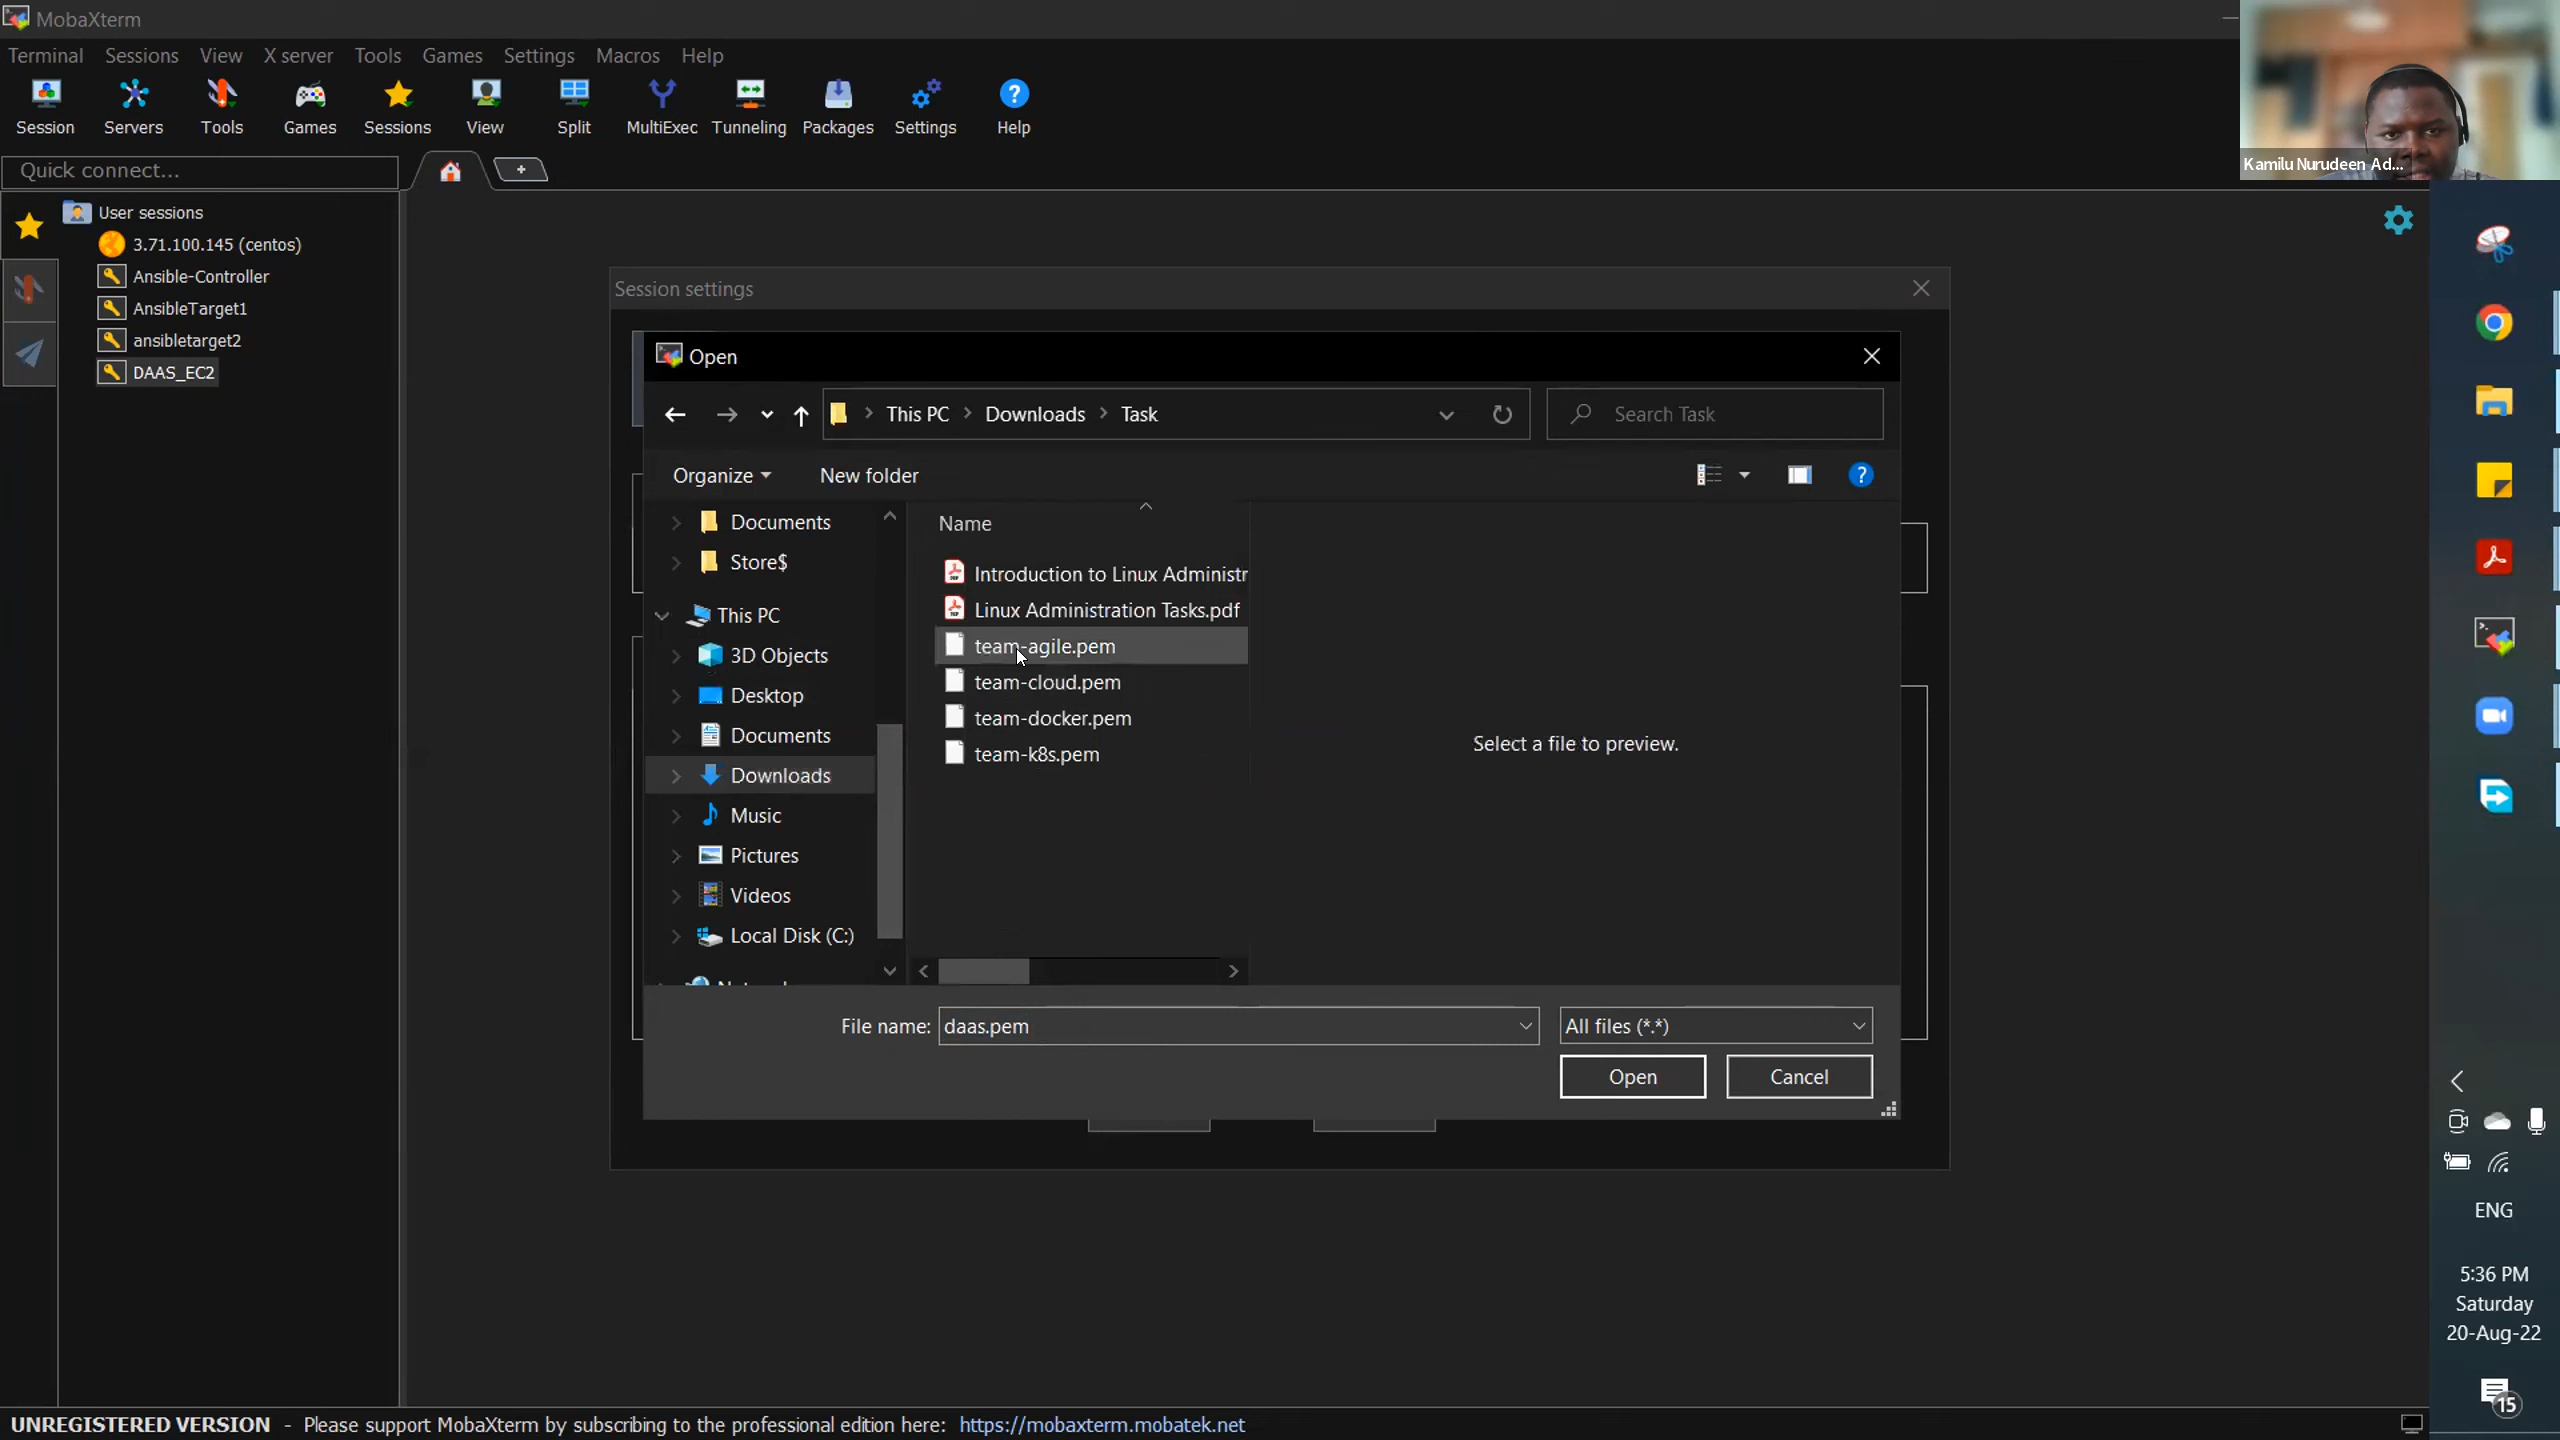 MobaXterm
Terminal Sessions View X server Tools Games Settings Macros Help
Session Servers Tools Games Sessions View Split MultiExec Tunneling Packages Settings Help
Kamilu Nurudeen Ad...
Quick connect...
User sessions
3.71.100.145 (centos)
Ansible-Controller
AnsibleTarget1
ansibletarget2
DAAS_EC2
Session settings
Open
This PC > Downloads > Task
Search Task
Organize New folder
Documents
Store$
This PC
3D Objects
Desktop
Documents
Downloads
Music
Pictures
Videos
Local Disk (C:)
Name
Introduction to Linux Administr
Linux Administration Tasks.pdf
team-agile.pem
team-cloud.pem
team-docker.pem
team-k8s.pem
Select a file to preview.
File name: daas.pem
All files (*.*)
Open Cancel
ENG
5:36 PM
Saturday
20-Aug-22
15
UNREGISTERED VERSION - Please support MobaXterm by subscribing to the professional edition here: https://mobaxterm.mobatek.net